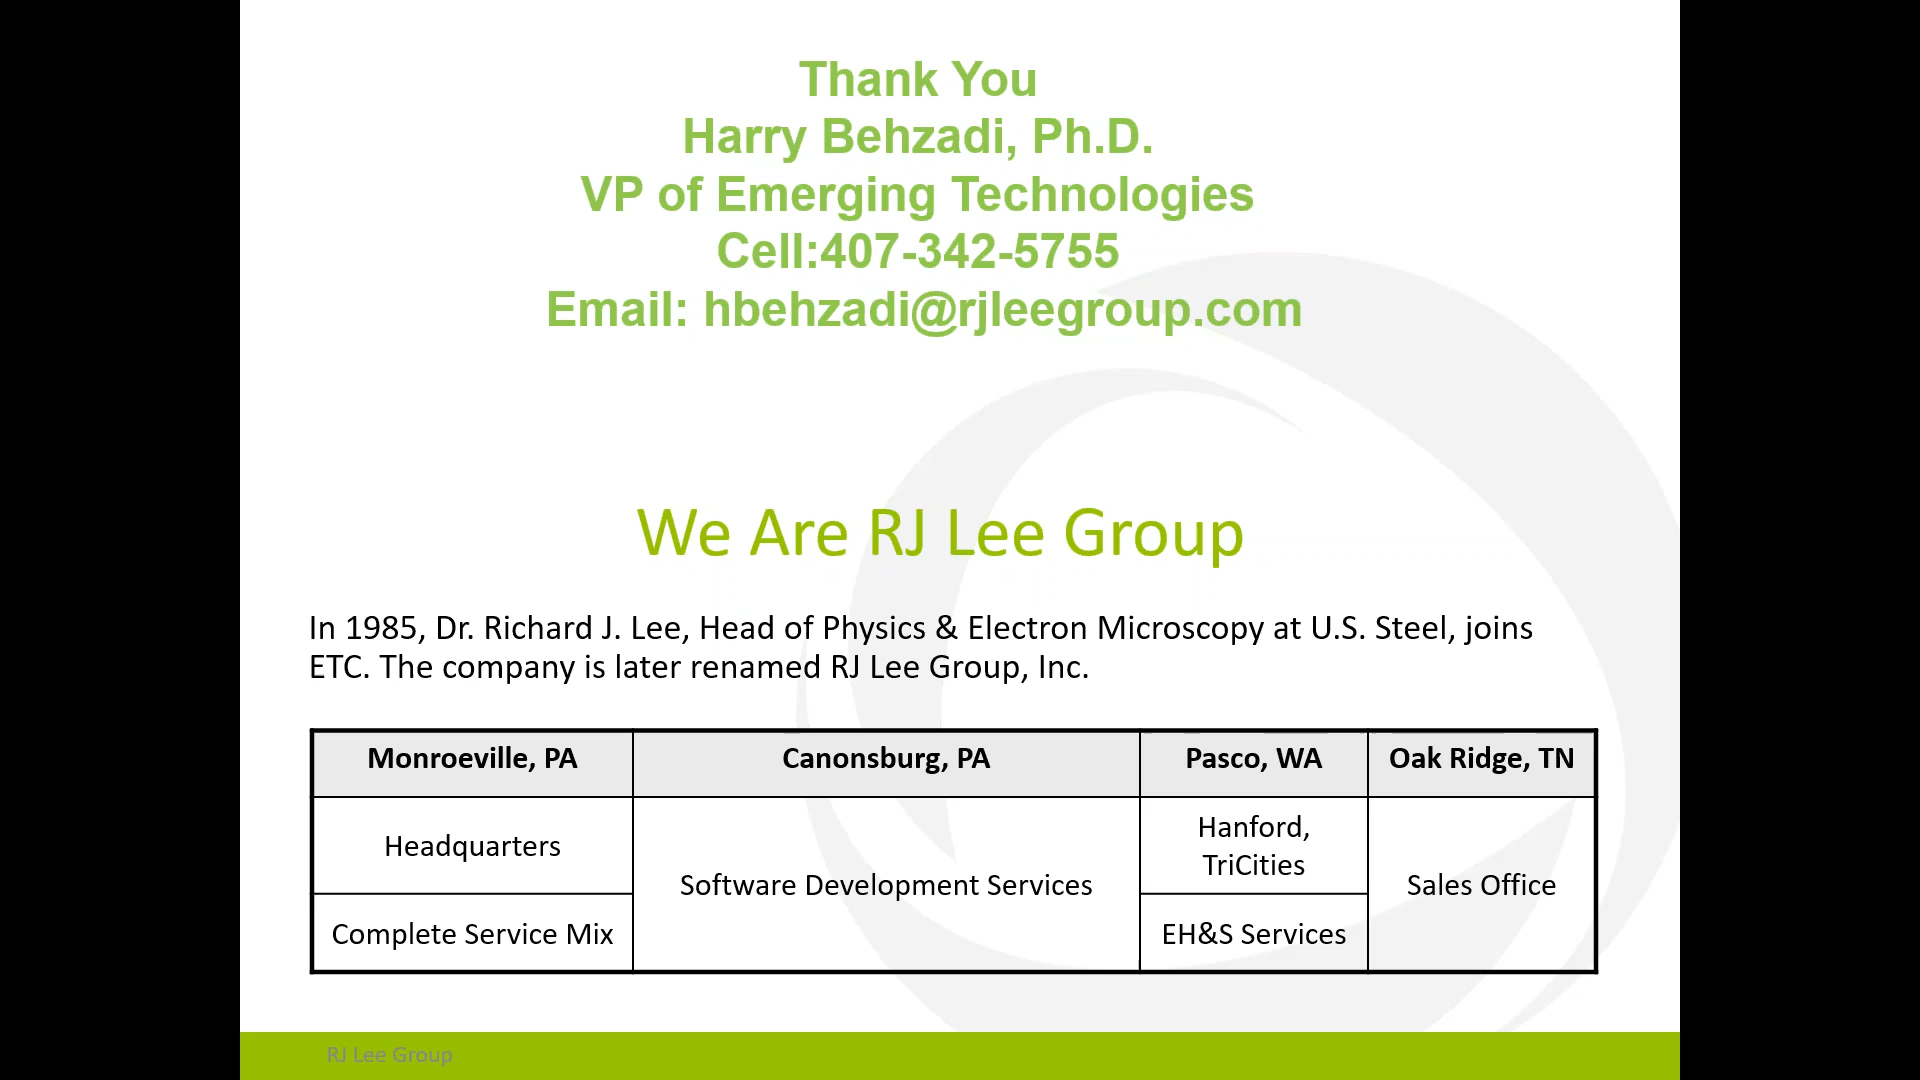 Thank You
Harry Behzadi, Ph.D.
VP of Emerging Technologies
Cell:407-342-5755
Email: hbehzadi@rjleegroup.com
We Are RJ Lee Group
In 1985, Dr. Richard J. Lee, Head of Physics & Electron Microscopy at U.S. Steel, joins
ETC. The company is later renamed RJ Lee Group, Inc.
Monroeville, PA Canonsburg, PA Pasco, WA Oak Ridge, TN
Headquarters
Complete Service Mix
Software Development Services
Hanford,
TriCities
EH&S Services
Sales Office
RJ Lee Group